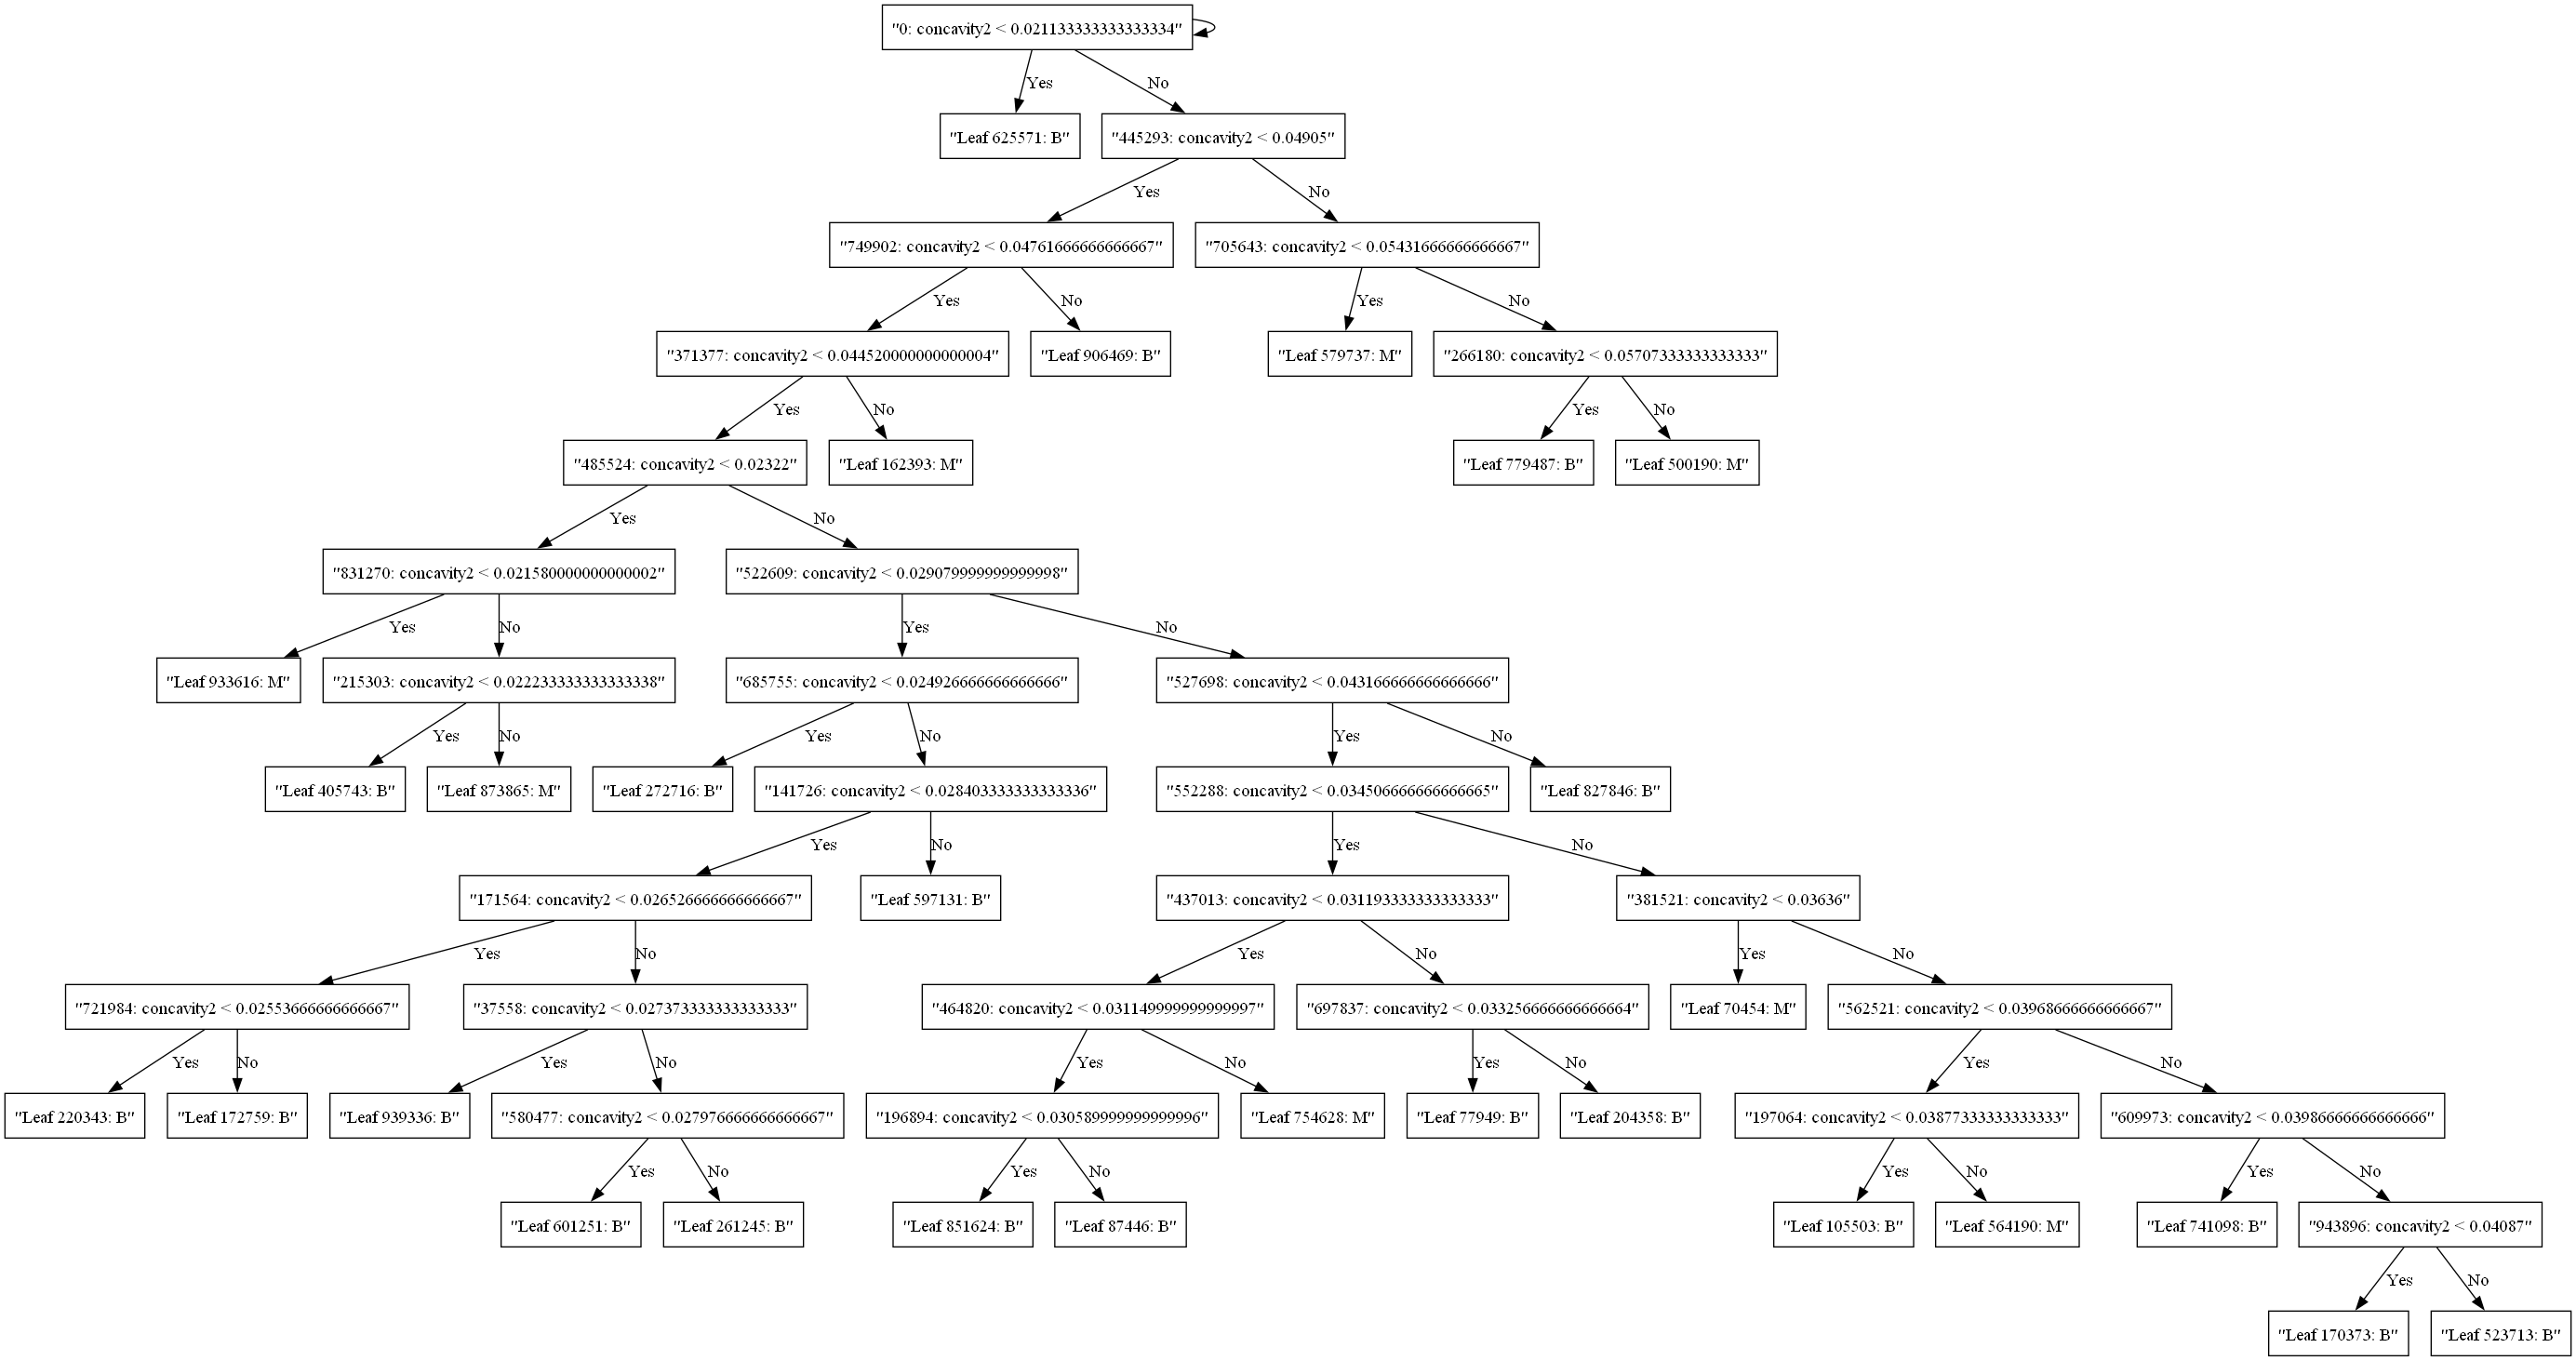 "0: concavity2 < 0.021133333333333334"
Yes
No
"Leaf 625571: B"
"445293: concavity2 < 0.04905"
Yes
No
"749902: concavity2 < 0.04761666666666667"
"705643: concavity2 < 0.05431666666666667"
Yes
No
Yes
No
"371377: concavity2 < 0.044520000000000004"
"Leaf 906469: B"
"Leaf 579737: M"
"266180: concavity2 < 0.05707333333333333"
Yes
No
Yes
No
"485524: concavity2 < 0.02322"
"Leaf 162393: M"
"Leaf 779487: B"
"Leaf 500190: M"
Yes
No
"831270: concavity2 < 0.021580000000000002"
"522609: concavity2 < 0.029079999999999998"
Yes
No
Yes
No
"Leaf 933616: M"
"215303: concavity2 < 0.022233333333333338"
"685755: concavity2 < 0.024926666666666666"
"527698: concavity2 < 0.043166666666666666"
Yes
No
Yes
No
Yes
No
"Leaf 405743: B"
"Leaf 873865: M"
"Leaf 272716: B"
"141726: concavity2 < 0.028403333333333336"
"552288: concavity2 < 0.034506666666666665"
"Leaf 827846: B"
Yes
No
Yes
No
"171564: concavity2 < 0.026526666666666667"
"Leaf 597131: B"
"437013: concavity2 < 0.031193333333333333"
"381521: concavity2 < 0.03636"
Yes
No
Yes
No
Yes
No
"721984: concavity2 < 0.02553666666666667"
"37558: concavity2 < 0.027373333333333333"
"464820: concavity2 < 0.031149999999999997"
"697837: concavity2 < 0.033256666666666664"
"Leaf 70454: M"
"562521: concavity2 < 0.03968666666666667"
Yes
No
Yes
No
Yes
No
Yes
No
Yes
No
"Leaf 220343: B"
"Leaf 172759: B"
"Leaf 939336: B"
"580477: concavity2 < 0.027976666666666667"
"196894: concavity2 < 0.030589999999999996"
"Leaf 754628: M"
"Leaf 77949: B"
"Leaf 204358: B"
"197064: concavity2 < 0.03877333333333333"
"609973: concavity2 < 0.03986666666666666"
Yes
No
Yes
No
Yes
No
Yes
No
"Leaf 601251: B"
"Leaf 261245: B"
"Leaf 851624: B"
"Leaf 87446: B"
"Leaf 105503: B"
"Leaf 564190: M"
"Leaf 741098: B"
"943896: concavity2 < 0.04087"
Yes
No
"Leaf 170373: B"
"Leaf 523713: B"